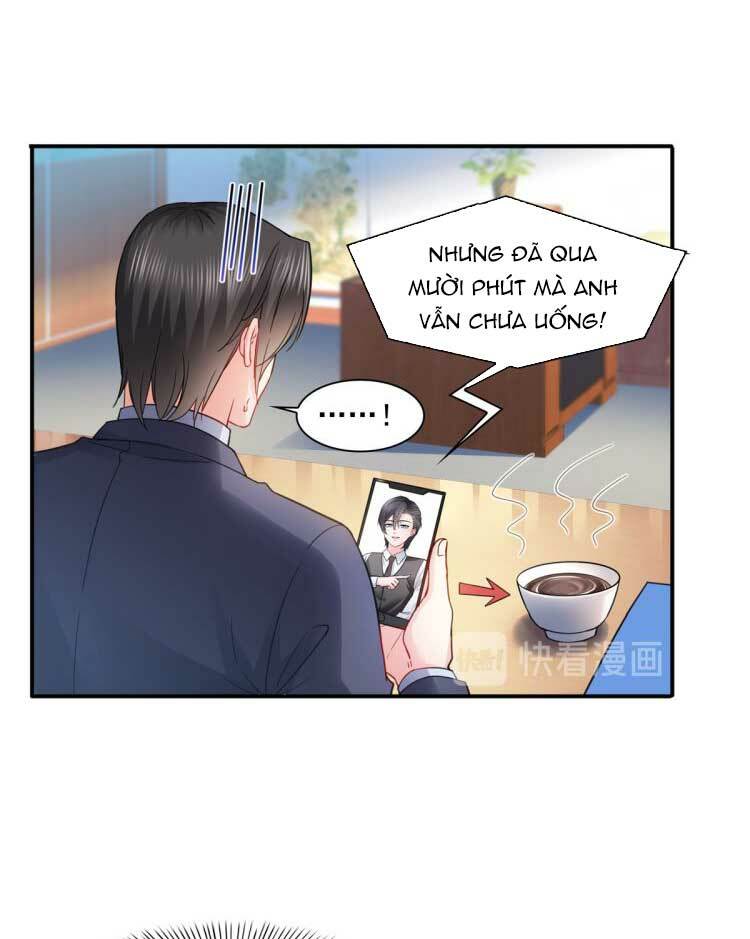 NHƯNG ĐÃ QUA
MƯỜI PHÚT MÀ ANH
VẪN CHƯA UỐNG!
......!
快看漫画